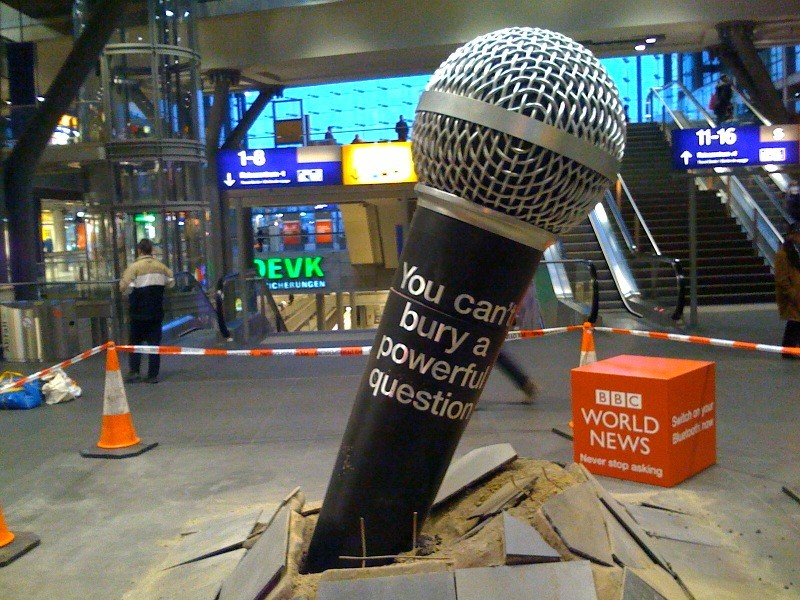 1-8
11-16
DEVK
You can't
bury a
powerful
question
BBC
WORLD
NEWS
Never stop asking
Switch on your
Bluetooth now